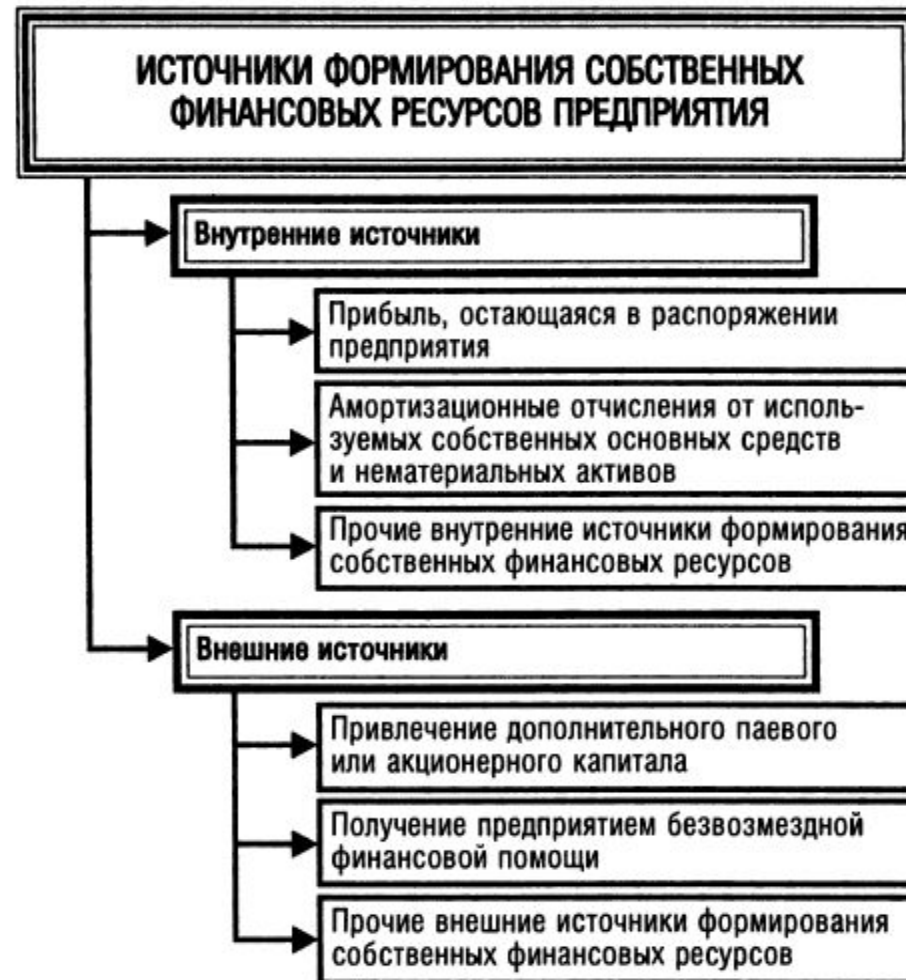 ИСТОЧНИКИ ФОРМИРОВАНИЯ СОБСТВЕННЫХ
ФИНАНСОВЫХ РЕСУРСОВ ПРЕДПРИЯТИЯ
Внутренние источники
Прибыль, остающаяся в распоряжении
предприятия
Амортизационные отчисления от исполь-
зуемых собственных основных средств
и нематериальных активов
Прочие внутренние источники формирования
собственных финансовых ресурсов
Внешние источники
Привлечение дополнительного паевого
или акционерного капитала
Получение предприятием безвозмездной
финансовой помощи
Прочие внешние источники формирования
собственных финансовых ресурсов